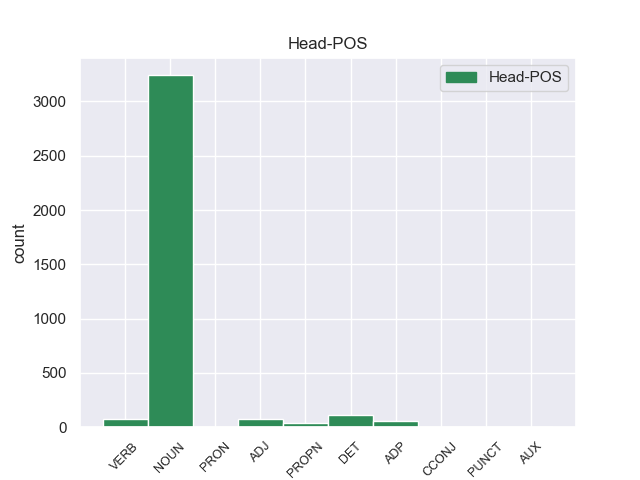 Head-POS
Head-POS
3000
2500
2000
1500
1000
500
0
count
VERB
NOUN
PRON
ADJ
PROPN
DET
ADP
CCONJ
PUNCT
AUX